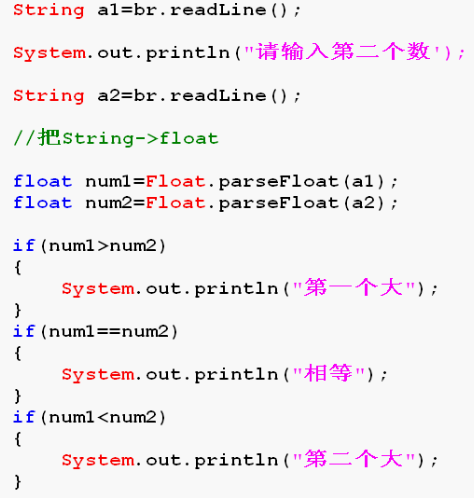 String a1=br.readLine();
System.out.println("请输入第二个数');
String a2=br.readLine();
//把String->float
float num1=Float.parseFloat(a1);
float num2=Float.parseFloat(a2);
if(num1>num2)
{
System.out.println("第一个大");
}
if(num1==num2)
{
System.out.println("相等");
}
if(num1<num2)
{
System.out.println("第二个大");
}